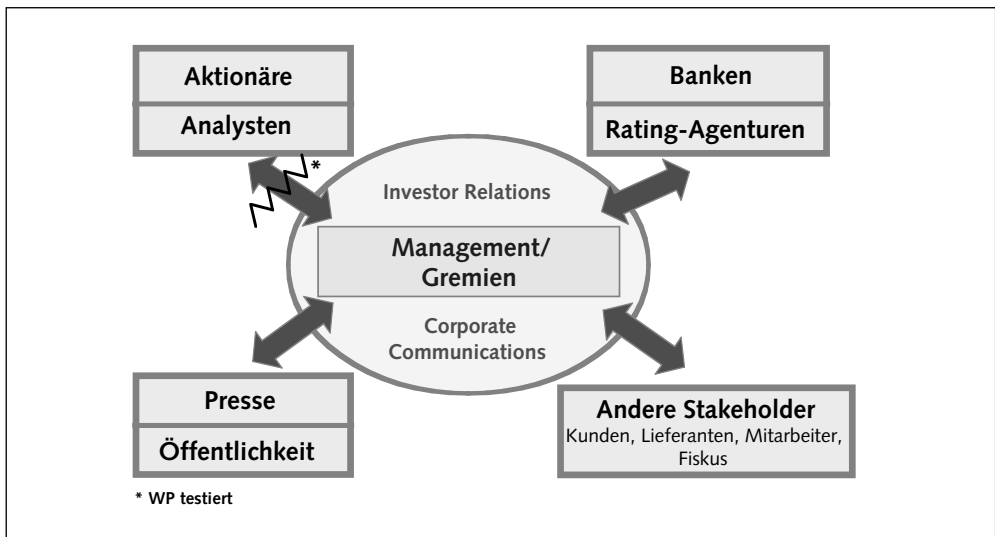 Aktionäre
Analysten
Banken
Rating-Agenturen
*
Investor Relations
Management/
Gremien
Corporate
Communications
Presse
Öffentlichkeit
Andere Stakeholder
Kunden, Lieferanten, Mitarbeiter,
Fiskus
* WP testiert